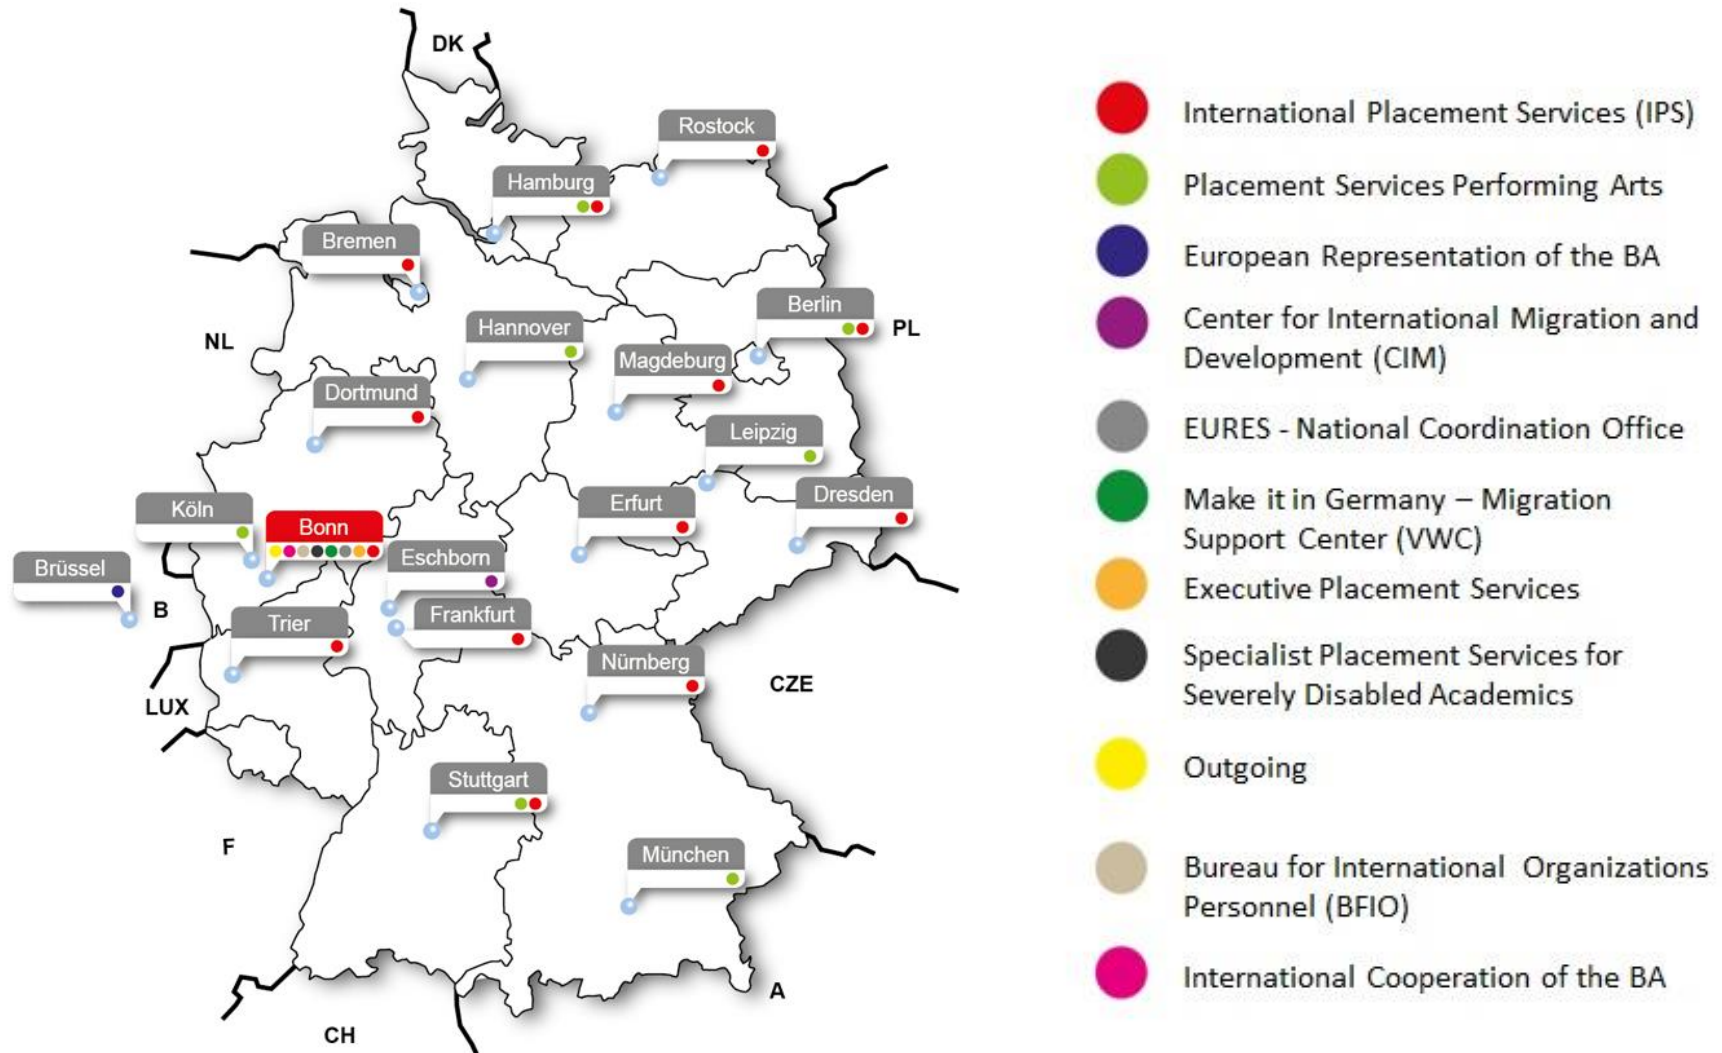 DK
Rostock
Hamburg
Bremen
Berlin
Hannover
NL
PL
Magdeburg
Dortmund
Leipzig
Dresden
Erfurt
Köln
Bonn
Eschborn
Brüssel
B
Frankfurt
Trier
Nürnberg
CZE
LUX
Stuttgart
F
München
A
CH
International Placement Services (IPS)
Placement Services Performing Arts
European Representation of the BA
Center for International Migration and
Development (CIM)
EURES - National Coordination Office
Make it in Germany – Migration
Support Center (VWC)
Executive Placement Services
Specialist Placement Services for
Severely Disabled Academics
Outgoing
Bureau for International Organizations
Personnel (BFIO)
International Cooperation of the BA